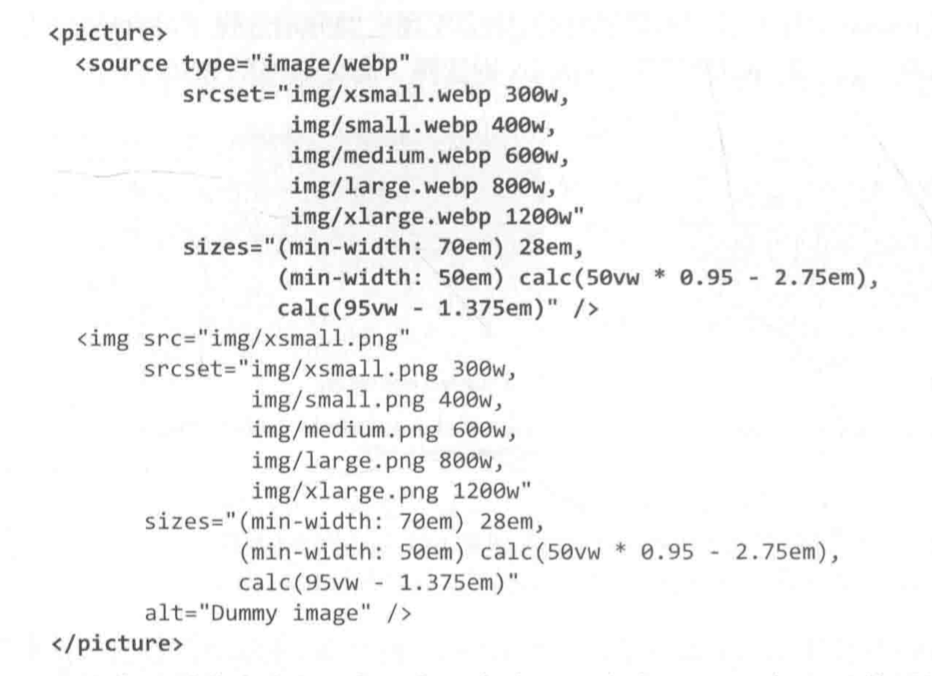 <picture>
<source type="image/webp"
srcset="img/xsmall.webp 300w,
img/small.webp 400w,
img/medium.webp 600w,
img/large.webp 800w,
img/xlarge.webp 1200w"
sizes="(min-width: 70em) 28em,
(min-width: 50em) calc(50vw * 0.95 - 2.75em),
calc(95vw - 1.375em)" />
<img src="img/xsmall.png"
srcset="img/xsmall.png 300w,
img/small.png 400w,
img/medium.png 600w,
img/large.png 800w,
img/xlarge.png 1200w"
sizes="(min-width: 70em) 28em,
(min-width: 50em) calc(50vw * 0.95 - 2.75em),
calc(95vw - 1.375em)"
alt="Dummy image" />
</picture>